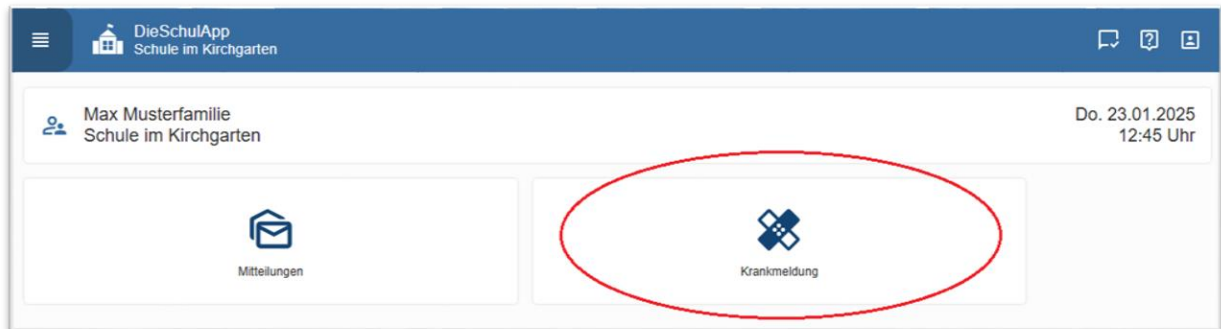 DieSchulApp
Schule im Kirchgarten
Max Musterfamilie
Schule im Kirchgarten
Do. 23.01.2025
12:45 Uhr
Mitteilungen
Krankmeldung